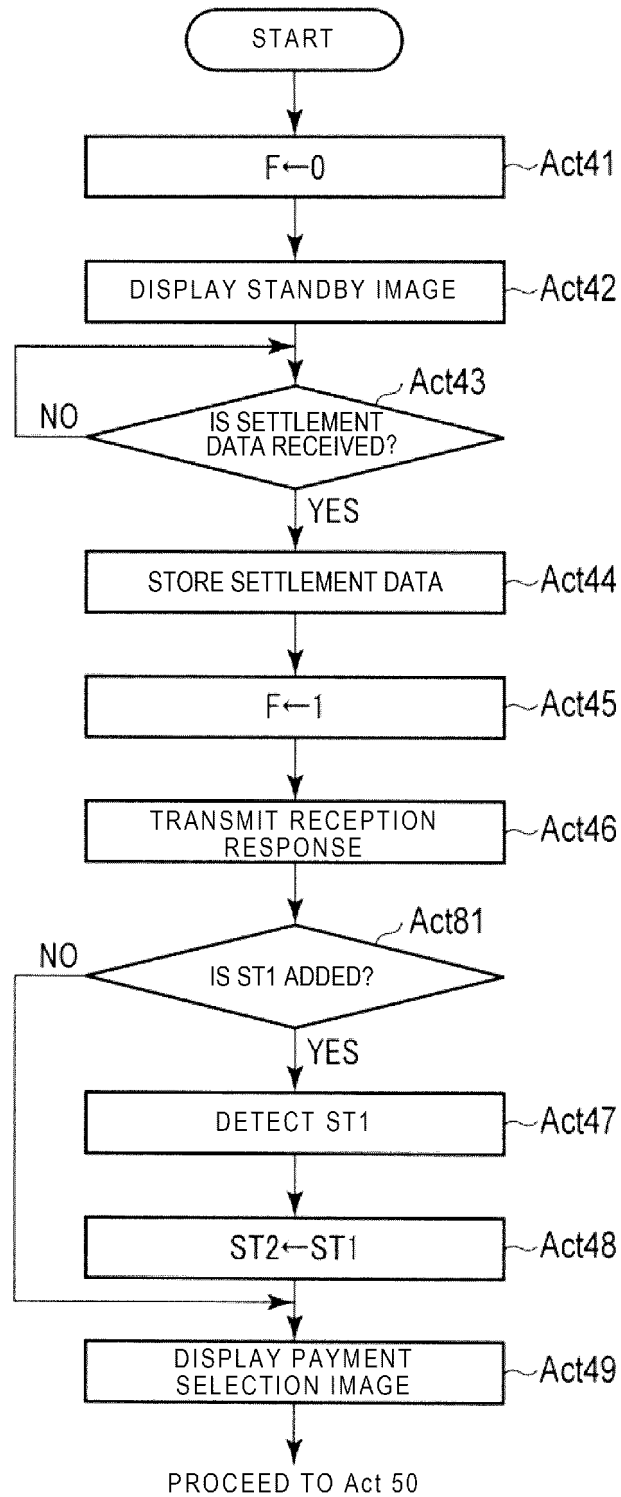 START
F←0
Act41
DISPLAY STANDBY IMAGE
Act42
Act43
NO
IS SETTLEMENT
DATA RECEIVED?
YES
STORE SETTLEMENT DATA
Act44
F←1
Act45
TRANSMIT RECEPTION
RESPONSE
Act46
Act81
NO
IS ST1 ADDED?
YES
DETECT ST1
Act47
ST2←ST1
Act48
DISPLAY PAYMENT
SELECTION IMAGE
Act49
PROCEED TO Act 50